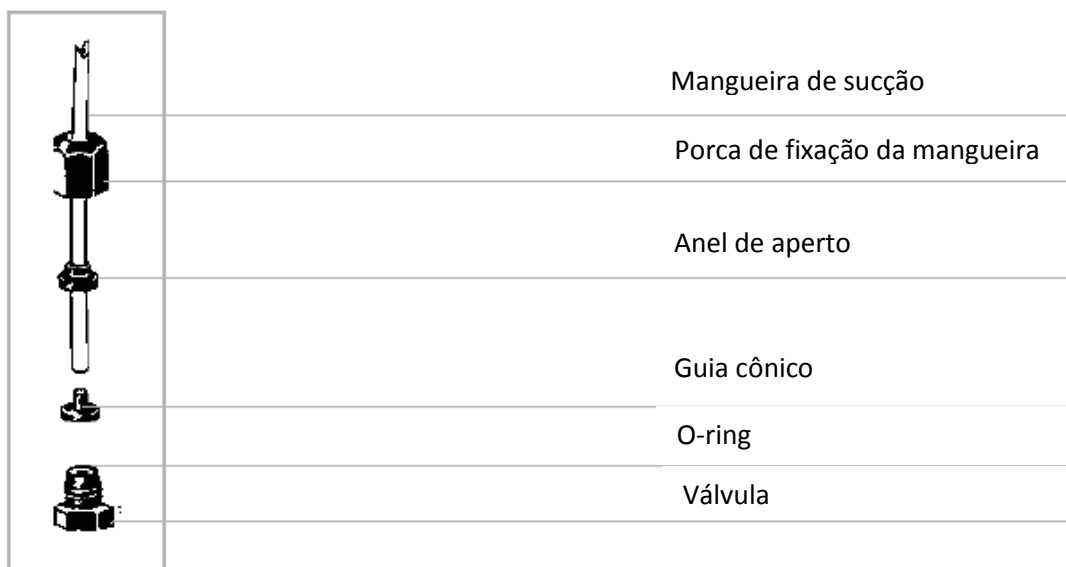 Mangueira de sucção
Porca de fixação da mangueira
Anel de aperto
Guia cônico
O-ring
Válvula